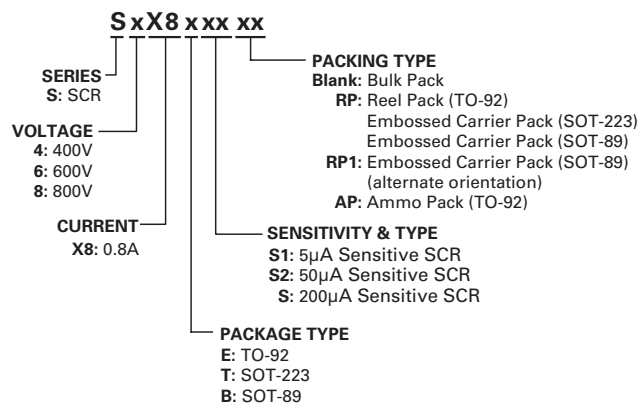 S x X8 x xx xx
PACKING TYPE
Blank: Bulk Pack
RP: Reel Pack (TO-92)
Embossed Carrier Pack (SOT-223)
Embossed Carrier Pack (SOT-89)
RP1: Embossed Carrier Pack (SOT-89)
(alternate orientation)
AP: Ammo Pack (TO-92)
SERIES
S: SCR
VOLTAGE
4: 400V
6: 600V
8: 800V
CURRENT
X8: 0.8A
SENSITIVITY & TYPE
S1: 5µA Sensitive SCR
S2: 50µA Sensitive SCR
S: 200µA Sensitive SCR
PACKAGE TYPE
E: TO-92
T: SOT-223
B: SOT-89